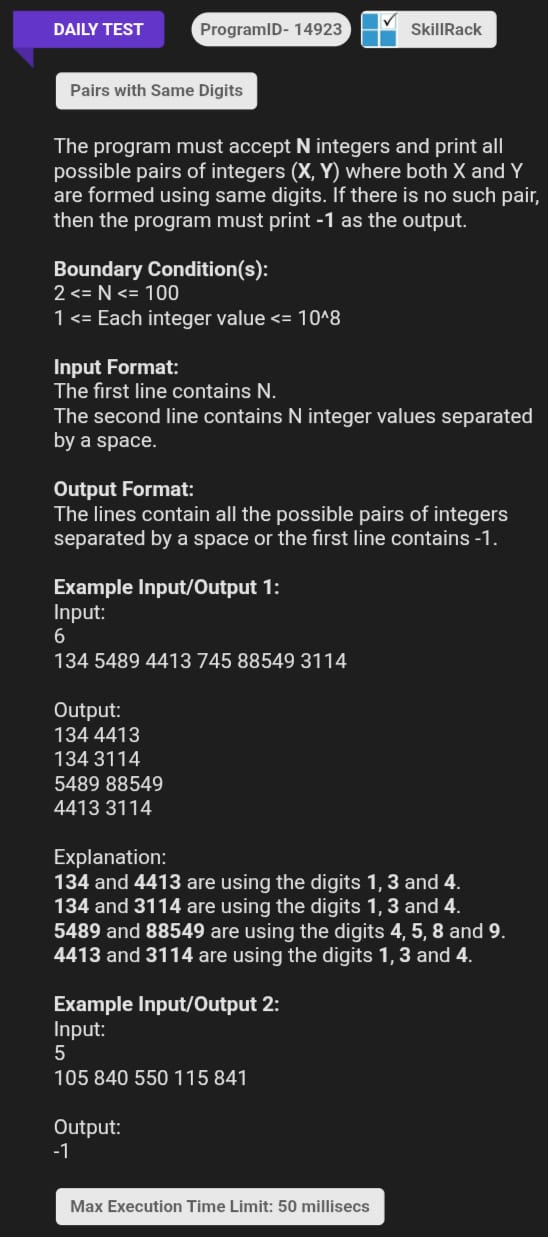 DAILY TEST
ProgramID- 14923
SkillRack
Pairs with Same Digits
The program must accept N integers and print all
possible pairs of integers (X, Y) where both X and Y
are formed using same digits. If there is no such pair,
then the program must print -1 as the output.
Boundary Condition(s):
2 <= N <= 100
1 <= Each integer value <= 10^8
Input Format:
The first line contains N.
The second line contains N integer values separated
by a space.
Output Format:
The lines contain all the possible pairs of integers
separated by a space or the first line contains -1.
Example Input/Output 1:
Input:
6
134 5489 4413 745 88549 3114
Output:
134 4413
134 3114
5489 88549
4413 3114
Explanation:
134 and 4413 are using the digits 1, 3 and 4.
134 and 3114 are using the digits 1, 3 and 4.
5489 and 88549 are using the digits 4, 5, 8 and 9.
4413 and 3114 are using the digits 1, 3 and 4.
Example Input/Output 2:
Input:
5
105 840 550 115 841
Output:
-1
Max Execution Time Limit: 50 millisecs